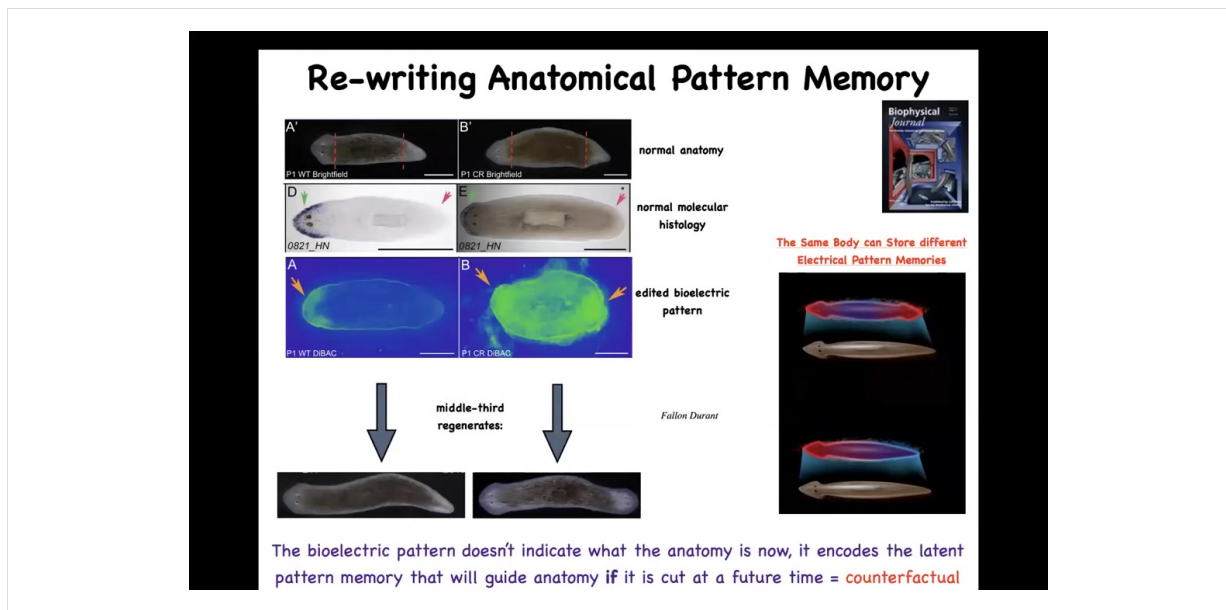 Re-writing Anatomical Pattern Memory
A'
P1 WT Brightfield
B'
P1 CR Brightfield
normal anatomy
D
0821_HN
E
0821_HN
normal molecular
histology
A
P1 WT DiBAC
B
P1 CR DiBAC
edited bioelectric
pattern
middle-third
regenerates:
Fallon Durant
Biophysical
Journal
The Same Body can Store different
Electrical Pattern Memories
The bioelectric pattern doesn't indicate what the anatomy is now, it encodes the latent
pattern memory that will guide anatomy if it is cut at a future time = counterfactual